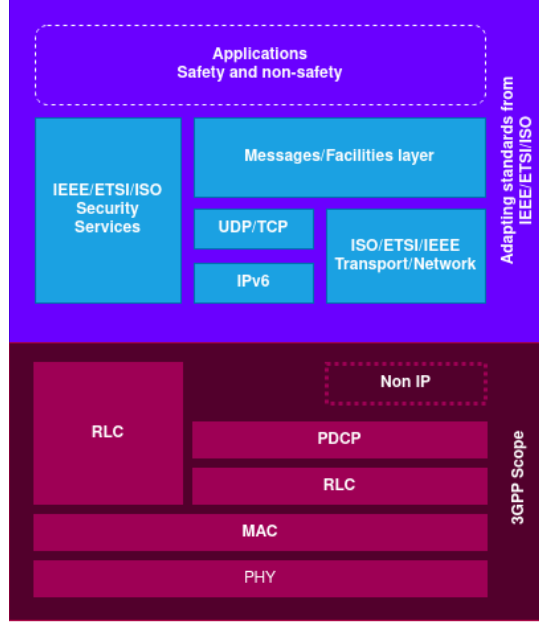 Applications
Safety and non-safety
Adapting standards from
IEEE/ETSI/ISO
IEEE/ETSI/ISO
Security
Services
Messages/Facilities layer
UDP/TCP
ISO/ETSI/IEEE
Transport/Network
IPv6
Non IP
RLC
PDCP
RLC
3GPP Scope
MAC
PHY